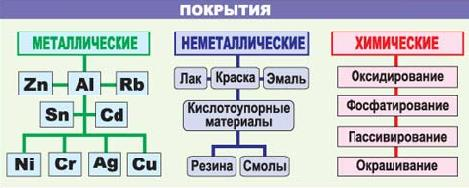 ПОКРЫТИЯ
МЕТАЛЛИЧЕСКИЕ
Zn Al Rb
Sn Cd
Ni Cr Ag Cu
НЕМЕТАЛЛИЧЕСКИЕ
Лак Краска Эмаль
Кислотоупорные
материалы
Резина Смолы
ХИМИЧЕСКИЕ
Оксидирование
Фосфатирование
Гассивирование
Окрашивание